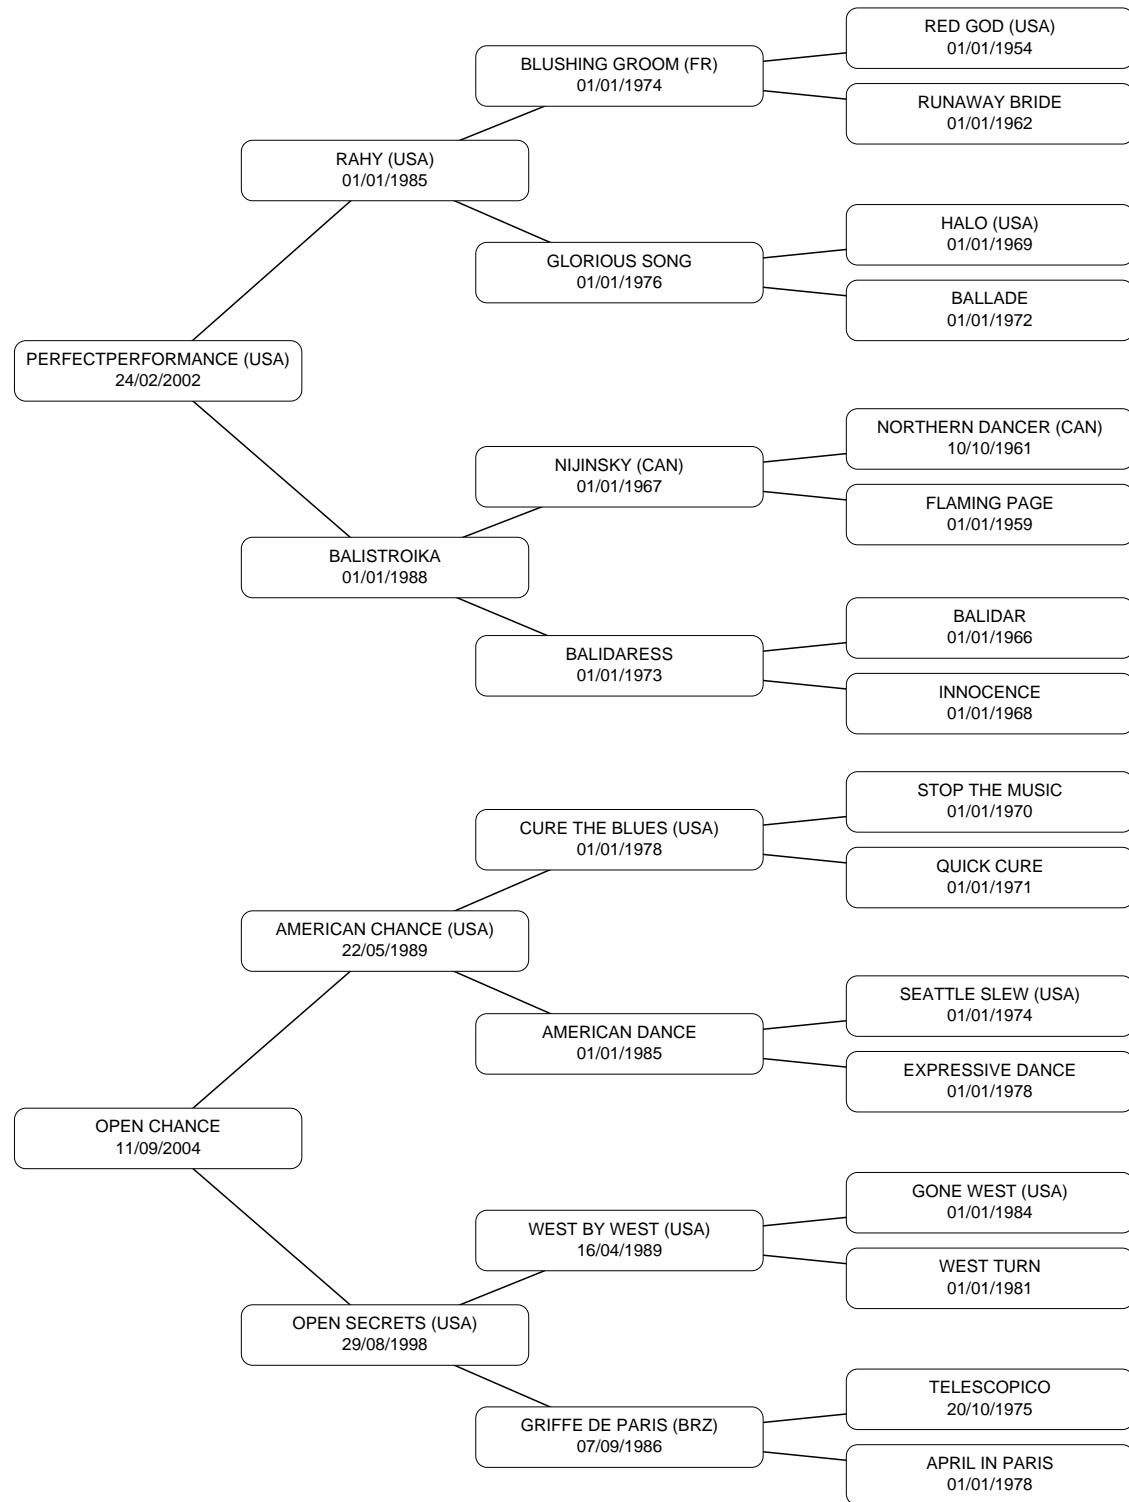 RED GOD (USA)
01/01/1954
BLUSHING GROOM (FR)
01/01/1974
RUNAWAY BRIDE
01/01/1962
RAHY (USA)
01/01/1985
HALO (USA)
01/01/1969
GLORIOUS SONG
01/01/1976
BALLADE
01/01/1972
PERFECTPERFORMANCE (USA)
24/02/2002
NORTHERN DANCER (CAN)
10/10/1961
NIJINSKY (CAN)
01/01/1967
FLAMING PAGE
01/01/1959
BALISTROIKA
01/01/1988
BALIDAR
01/01/1966
BALIDARESS
01/01/1973
INNOCENCE
01/01/1968
STOP THE MUSIC
01/01/1970
CURE THE BLUES (USA)
01/01/1978
QUICK CURE
01/01/1971
AMERICAN CHANCE (USA)
22/05/1989
SEATTLE SLEW (USA)
01/01/1974
AMERICAN DANCE
01/01/1985
EXPRESSIVE DANCE
01/01/1978
OPEN CHANCE
11/09/2004
GONE WEST (USA)
01/01/1984
WEST BY WEST (USA)
16/04/1989
WEST TURN
01/01/1981
OPEN SECRETS (USA)
29/08/1998
TELESCOPICO
20/10/1975
GRIFFE DE PARIS (BRZ)
07/09/1986
APRIL IN PARIS
01/01/1978